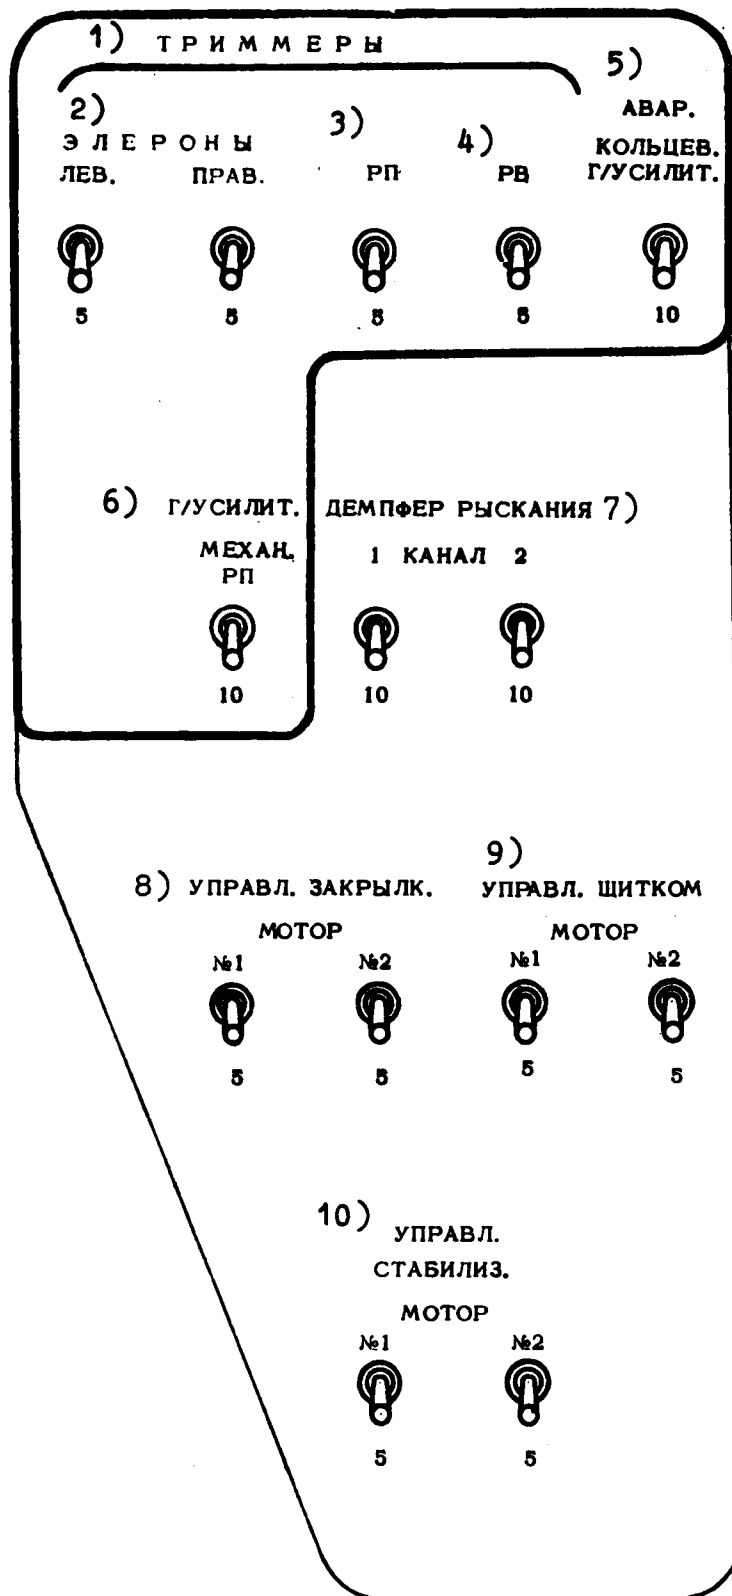 1) ТРИММЕРЫ
5)
АВАР.
КОЛЬЦЕВ.
Г/УСИЛИТ.
2)
ЭЛЕРОНЫ
ЛЕВ. ПРАВ.
3)
РП
4)
РВ
5 5 5 5 10
6) Г/УСИЛИТ.
МЕХАН.
РП
ДЕМПФЕР РЫСКАНИЯ 7)
1 КАНАЛ 2
10 10 10
8) УПРАВЛ. ЗАКРЫЛК.
МОТОР
№1 №2
5 5
9)
УПРАВЛ. ЩИТКОМ
МОТОР
№1 №2
5 5
10) УПРАВЛ.
СТАБИЛИЗ.
МОТОР
№1 №2
5 5